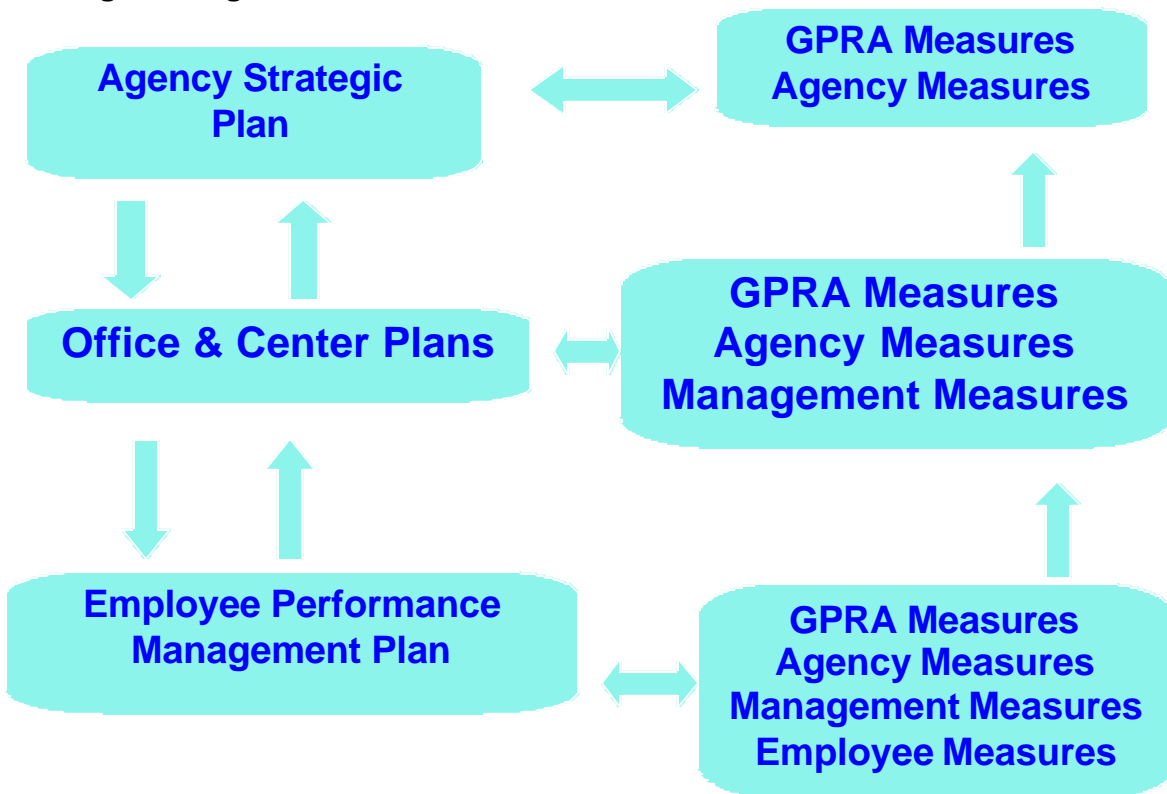 Agency Strategic
Plan
GPRA Measures
Agency Measures
Office & Center Plans
GPRA Measures
Agency Measures
Management Measures
Employee Performance
Management Plan
GPRA Measures
Agency Measures
Management Measures
Employee Measures